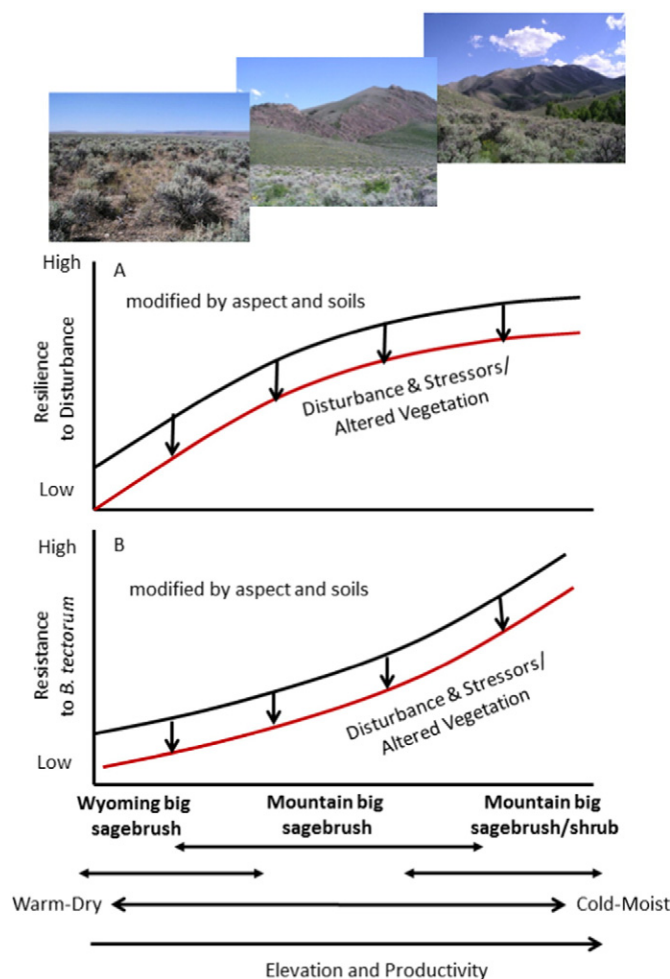 High
A
modified by aspect and soils
Resilience
to Disturbance
Disturbance & Stressors/
Altered Vegetation
Low
High
B
modified by aspect and soils
Resistance
to B. tectorum
Disturbance & Stressors/
Altered Vegetation
Low
Wyoming big
sagebrush
Mountain big
sagebrush
Mountain big
sagebrush/shrub
Warm-Dry
Cold-Moist
Elevation and Productivity